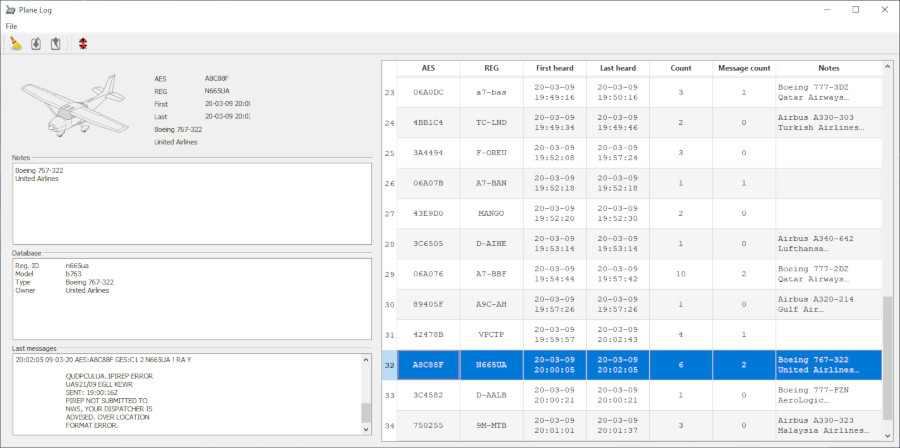 Plane Log
File
AES A8C88F
REG N665UA
First 20-03-09 20:0(
Last 20-03-09 20:0:
Boeing 767-322
United Airlines
Notes
Boeing 767-322
United Airlines
Database
Reg. ID n665ua
Model b763
Type Boeing 767-322
Owner United Airlines
Last messages
20:02:05 09-03-20 AES:A8C88F GES:C1 2 N665UA ! RA Y
QUDPCULUA. 1PIREP ERROR
UA921/09 EGLL KEWR
SENT: 19:00:16Z
PIREP NOT SUBMITTED TO
NWS, YOUR DISPATCHER IS
ADVISED. OVER LOCATION
FORMAT ERROR.
AES REG First heard Last heard Count Message count Notes
23 06A0DC a7-bas 20-03-09 20-03-09 3 1 Boeing 777-3DZ
19:49:16 19:50:16 Qatar Airways…
24 4BB1C4 TC-LND 20-03-09 20-03-09 2 0 Airbus A330-303
19:49:34 19:49:46 Turkish Airlines…
25 3A4494 F-OREU 20-03-09 20-03-09 3 0
19:52:08 19:57:24
26 06A07B A7-BAN 20-03-09 20-03-09 1 1
19:52:18 19:52:18
27 43E9D0 MANGO 20-03-09 20-03-09 2 0
19:52:20 19:52:30
28 3C6505 D-AIHE 20-03-09 20-03-09 1 0 Airbus A340-642
19:53:14 19:53:14 Lufthansa…
29 06A076 A7-BBF 20-03-09 20-03-09 10 2 Boeing 777-2DZ
19:54:44 19:57:42 Qatar Airways…
30 89405F A9C-AH 20-03-09 20-03-09 1 0 Airbus A320-214
19:57:26 19:57:26 Gulf Air…
31 42478B VPCTP 20-03-09 20-03-09 4 1
19:59:57 20:02:43
32 A8C88F N665UA 20-03-09 20-03-09 6 2 Boeing 767-322
20:00:05 20:02:05 United Airlines…
33 3C4582 D-AALB 20-03-09 20-03-09 1 0 Boeing 777-FZN
20:00:21 20:00:21 AeroLogic…
34 750255 9M-MTB 20-03-09 20-03-09 3 0 Airbus A330-323
20:01:01 20:01:37 Malaysia Airlines…